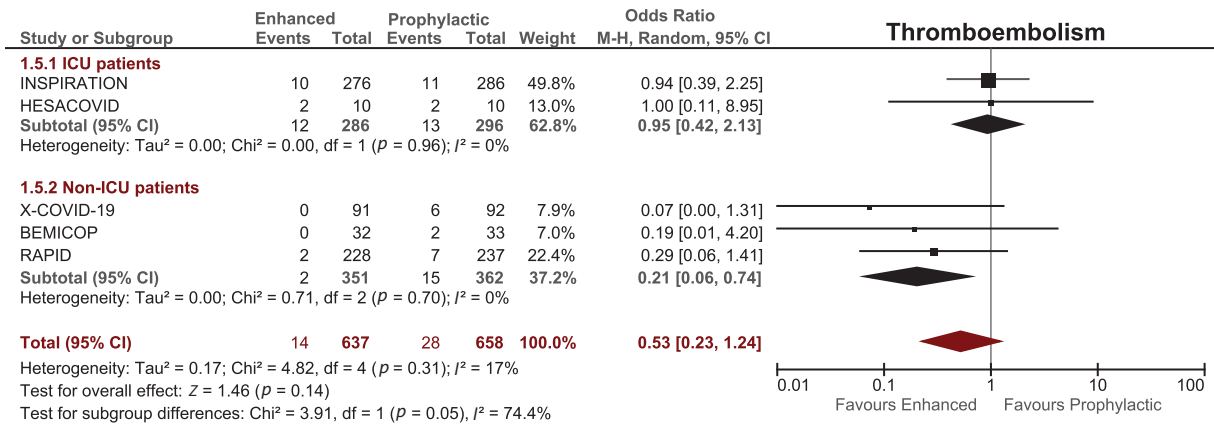 Enhanced Prophylactic Odds Ratio
Study or Subgroup Events Total Events Total Weight M-H, Random, 95% CI Thromboembolism
1.5.1 ICU patients
INSPIRATION 10 276 11 286 49.8% 0.94 [0.39, 2.25]
HESACOVID 2 10 2 10 13.0% 1.00 [0.11, 8.95]
Subtotal (95% CI) 12 286 13 296 62.8% 0.95 [0.42, 2.13]
Heterogeneity: Tau² = 0.00; Chi² = 0.00, df = 1 (p = 0.96); I² = 0%
1.5.2 Non-ICU patients
X-COVID-19 0 91 6 92 7.9% 0.07 [0.00, 1.31]
BEMICOP 0 32 2 33 7.0% 0.19 [0.01, 4.20]
RAPID 2 228 7 237 22.4% 0.29 [0.06, 1.41]
Subtotal (95% CI) 2 351 15 362 37.2% 0.21 [0.06, 0.74]
Heterogeneity: Tau² = 0.00; Chi² = 0.71, df = 2 (p = 0.70); I² = 0%
Total (95% CI) 14 637 28 658 100.0% 0.53 [0.23, 1.24]
Heterogeneity: Tau² = 0.17; Chi² = 4.82, df = 4 (p = 0.31); I² = 17%
Test for overall effect: Z = 1.46 (p = 0.14)
Test for subgroup differences: Chi² = 3.91, df = 1 (p = 0.05), I² = 74.4%
0.01 0.1 1 10 100
Favours Enhanced Favours Prophylactic